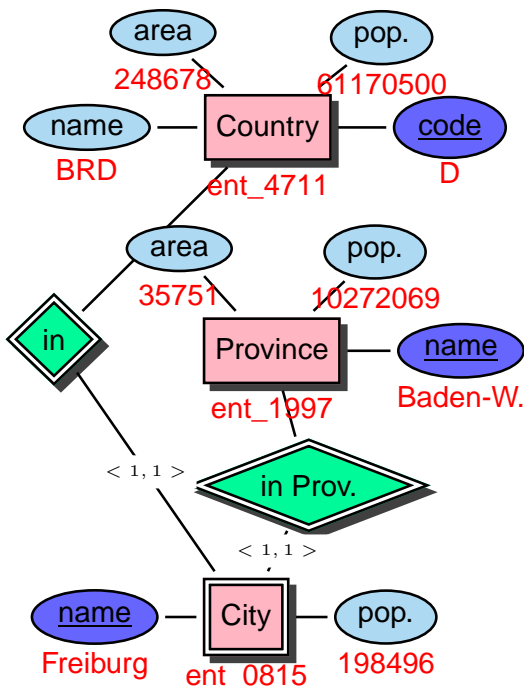 area
pop.
248678
61170500
name
Country
code
BRD
D
ent_4711
area
pop.
35751
10272069
in
Province
name
ent_1997
Baden-W.
< 1, 1 >
in Prov.
< 1, 1 >
name
City
pop.
Freiburg
ent_0815
198496